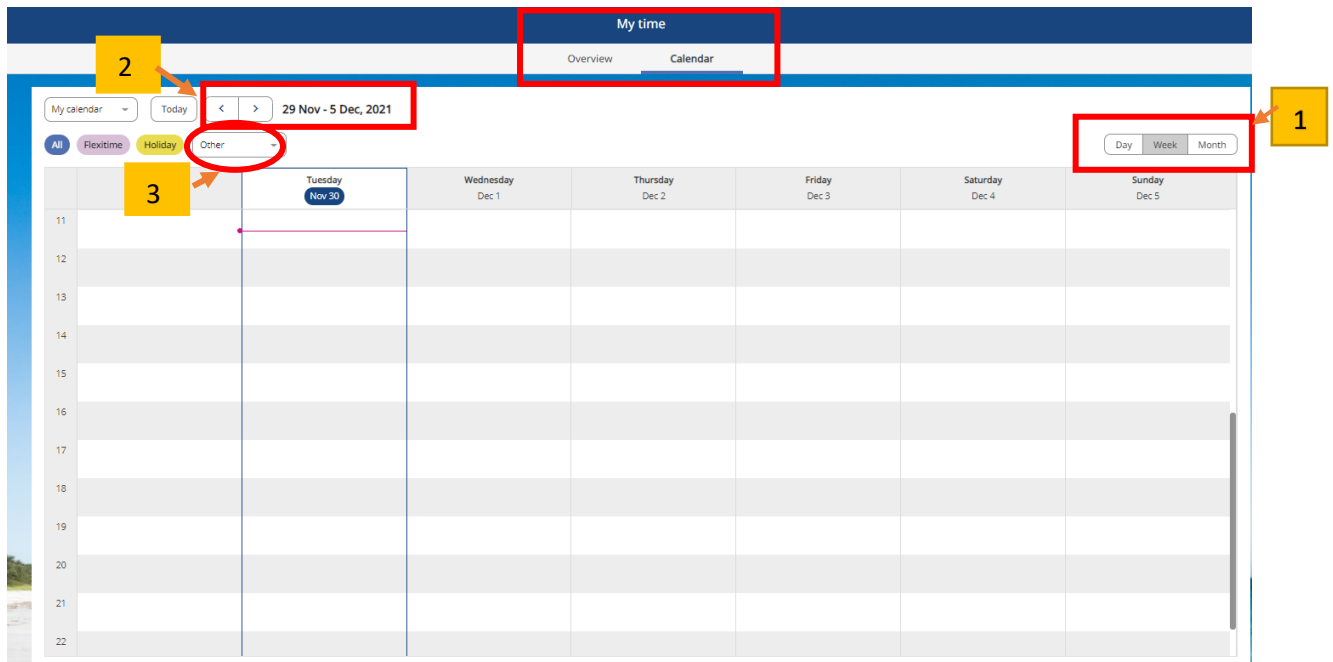 My time
Overview Calendar
2
My calendar Today < > 29 Nov - 5 Dec, 2021
1
All Flexitime Holiday Other
Day Week Month
3
Tuesday Wednesday Thursday Friday Saturday Sunday
Nov 30 Dec 1 Dec 2 Dec 3 Dec 4 Dec 5
11
12
13
14
15
16
17
18
19
20
21
22